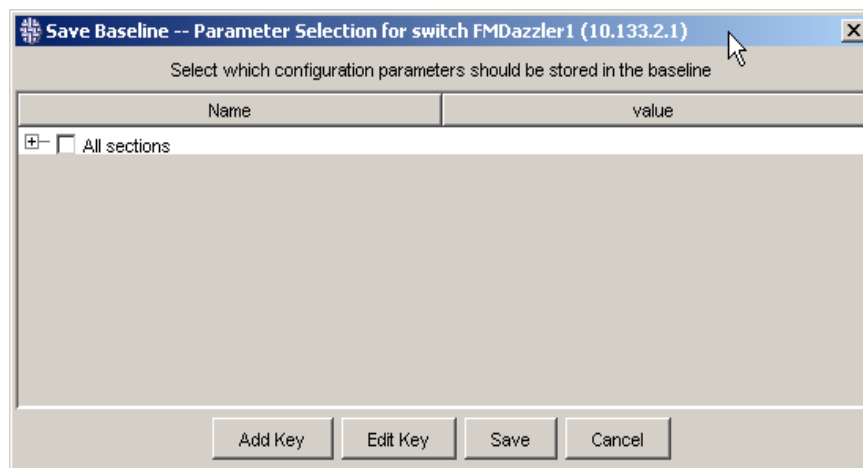 Save Baseline -- Parameter Selection for switch FMDazzler1 (10.133.2.1)
Select which configuration parameters should be stored in the baseline
Name value
All sections
Add Key Edit Key Save Cancel